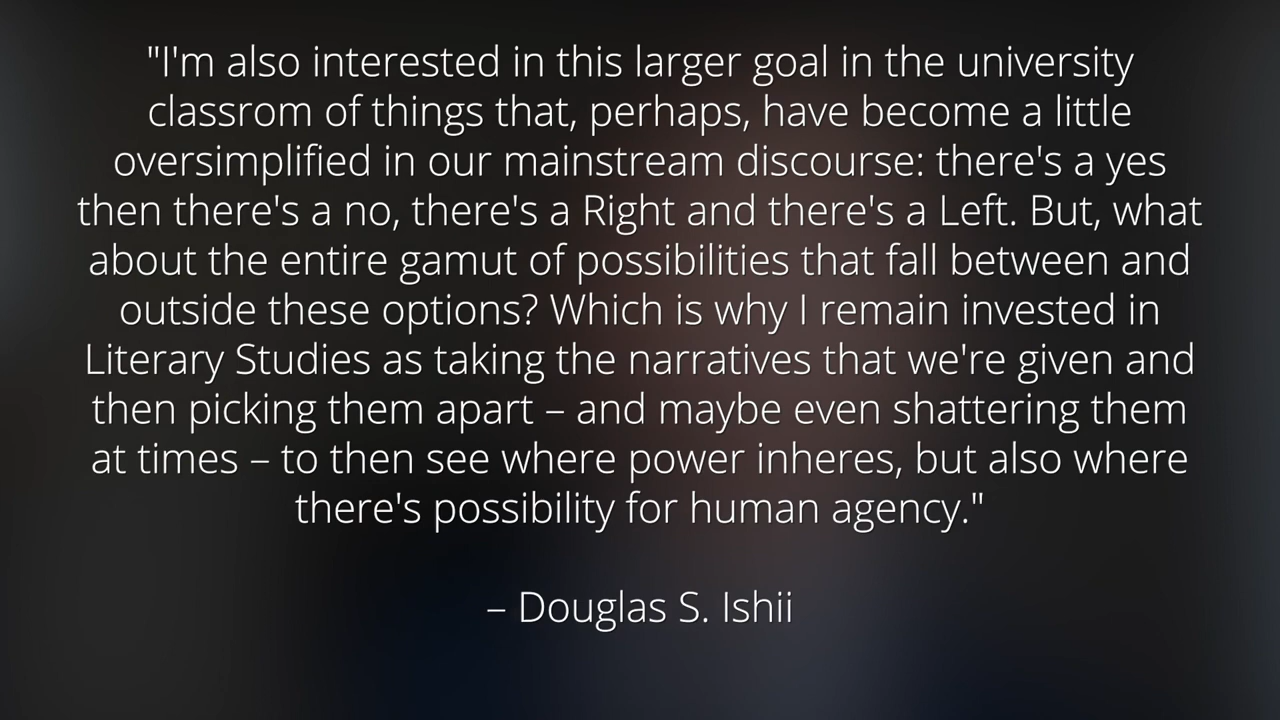 "I'm also interested in this larger goal in the university
classrom of things that, perhaps, have become a little
oversimplified in our mainstream discourse: there's a yes
then there's a no, there's a Right and there's a Left. But, what
about the entire gamut of possibilities that fall between and
outside these options? Which is why I remain invested in
Literary Studies as taking the narratives that we're given and
then picking them apart – and maybe even shattering them
at times – to then see where power inheres, but also where
there's possibility for human agency."
– Douglas S. Ishii